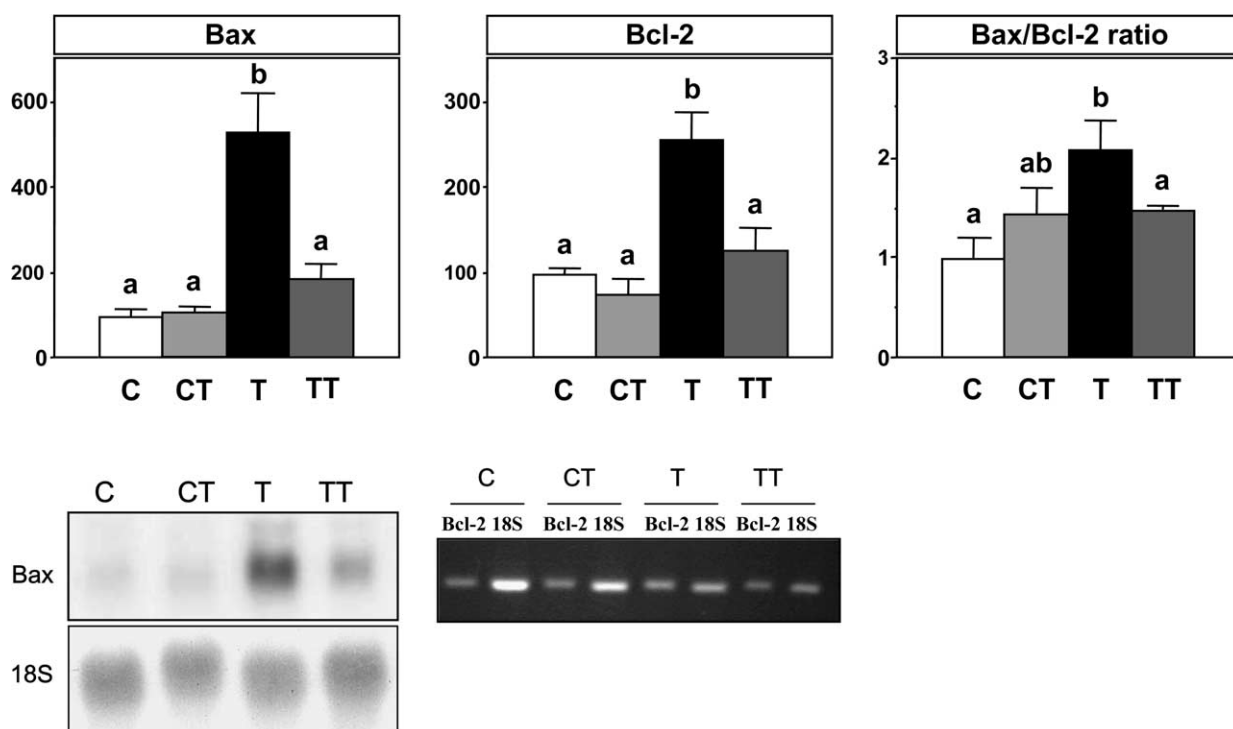 Bax
Bcl-2
Bax/Bcl-2 ratio
600
400
200
0
a
a
b
a
C
CT
T
TT
300
200
100
0
a
a
b
a
C
CT
T
TT
3
2
1
0
a
ab
b
a
C
CT
T
TT
C CT T TT
Bax
18S
C CT T TT
Bcl-2 18S Bcl-2 18S Bcl-2 18S Bcl-2 18S